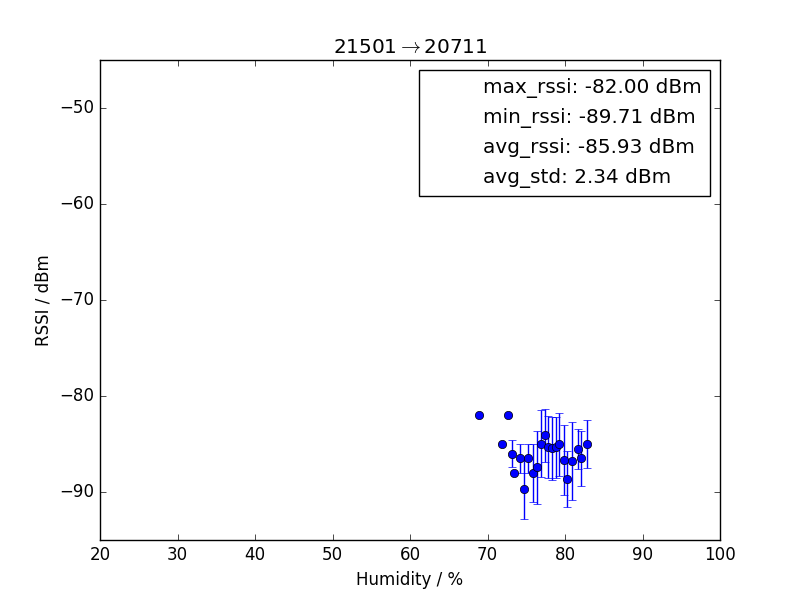 21501→20711
max_rssi: -82.00 dBm
min_rssi: -89.71 dBm
avg_rssi: -85.93 dBm
avg_std: 2.34 dBm
RSSI / dBm
−50
−60
−70
−80
−90
20 30 40 50 60 70 80 90 100
Humidity / %